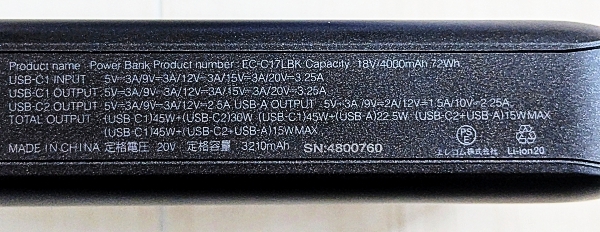 Product name : Power Bank Product number : EC-C17LBK Capacity : 18V/4000mAh 72Wh
USB-C1 INPUT : 5V⎓3A/9V⎓3A/12V⎓3A/15V⎓3A/20V⎓3.25A
USB-C1 OUTPUT : 5V⎓3A/9V⎓3A/12V⎓3A/15V⎓3A/20V⎓3.25A
USB-C2 OUTPUT : 5V⎓3A/9V⎓3A/12V⎓2.5A USB-A OUTPUT : 5V⎓3A/9V⎓2A/12V⎓1.5A/10V⎓2.25A
TOTAL OUTPUT : (USB-C1)45W+(USB-C2)30W (USB-C1)45W+(USB-A)22.5W (USB-C2+USB-A)15WMAX
(USB-C1)45W+(USB-C2+USB-A)15WMAX
MADE IN CHINA 定格電圧 : 20V 定格容量 : 3210mAh SN:4800760
PSE
エレコム株式会社
Li-ion20